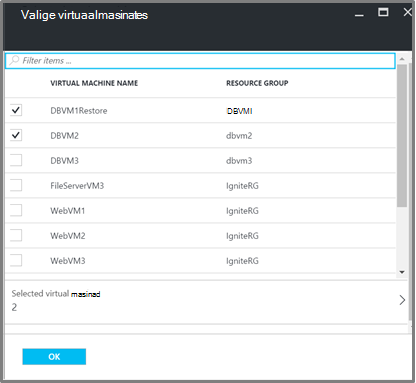 Valige virtuaalmasinates
Filter items ...
VIRTUAL MACHINE NAME RESOURCE GROUP
DBVM1Restore IDBVMI
DBVM2 dbvm2
DBVM3 dbvm3
FileServerVM3 IgniteRG
WebVM1 IgniteRG
WebVM2 IgniteRG
WebVM3 IgniteRG
Selected virtual masinad
2
OK